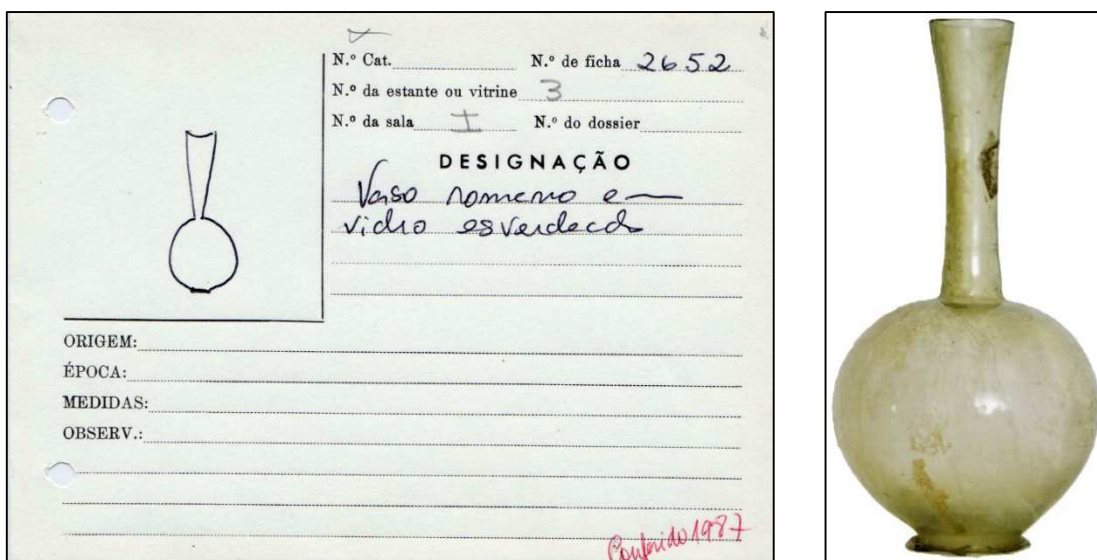 N.º Cat. N.º de ficha 2652
N.º da estante ou vitrine 3
N.º da sala I N.º do dossier
DESIGNAÇÃO
Vaso romano em
vidro esverdeado
ORIGEM:
ÉPOCA:
MEDIDAS:
OBSERV.:
Conferido 1987